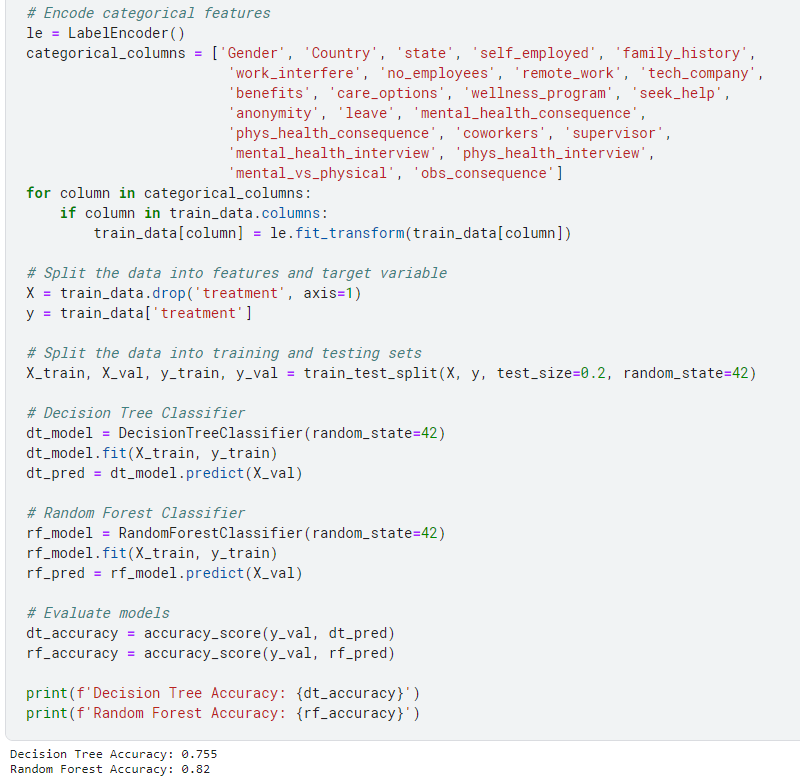 # Encode categorical features
le = LabelEncoder()
categorical_columns = ['Gender', 'Country', 'state', 'self_employed', 'family_history',
                        'work_interfere', 'no_employees', 'remote_work', 'tech_company',
                        'benefits', 'care_options', 'wellness_program', 'seek_help',
                        'anonymity', 'leave', 'mental_health_consequence',
                        'phys_health_consequence', 'coworkers', 'supervisor',
                        'mental_health_interview', 'phys_health_interview',
                        'mental_vs_physical', 'obs_consequence']
for column in categorical_columns:
    if column in train_data.columns:
        train_data[column] = le.fit_transform(train_data[column])

# Split the data into features and target variable
X = train_data.drop('treatment', axis=1)
y = train_data['treatment']

# Split the data into training and testing sets
X_train, X_val, y_train, y_val = train_test_split(X, y, test_size=0.2, random_state=42)

# Decision Tree Classifier
dt_model = DecisionTreeClassifier(random_state=42)
dt_model.fit(X_train, y_train)
dt_pred = dt_model.predict(X_val)

# Random Forest Classifier
rf_model = RandomForestClassifier(random_state=42)
rf_model.fit(X_train, y_train)
rf_pred = rf_model.predict(X_val)

# Evaluate models
dt_accuracy = accuracy_score(y_val, dt_pred)
rf_accuracy = accuracy_score(y_val, rf_pred)

print(f'Decision Tree Accuracy: {dt_accuracy}')
print(f'Random Forest Accuracy: {rf_accuracy}')
Decision Tree Accuracy: 0.755
Random Forest Accuracy: 0.82